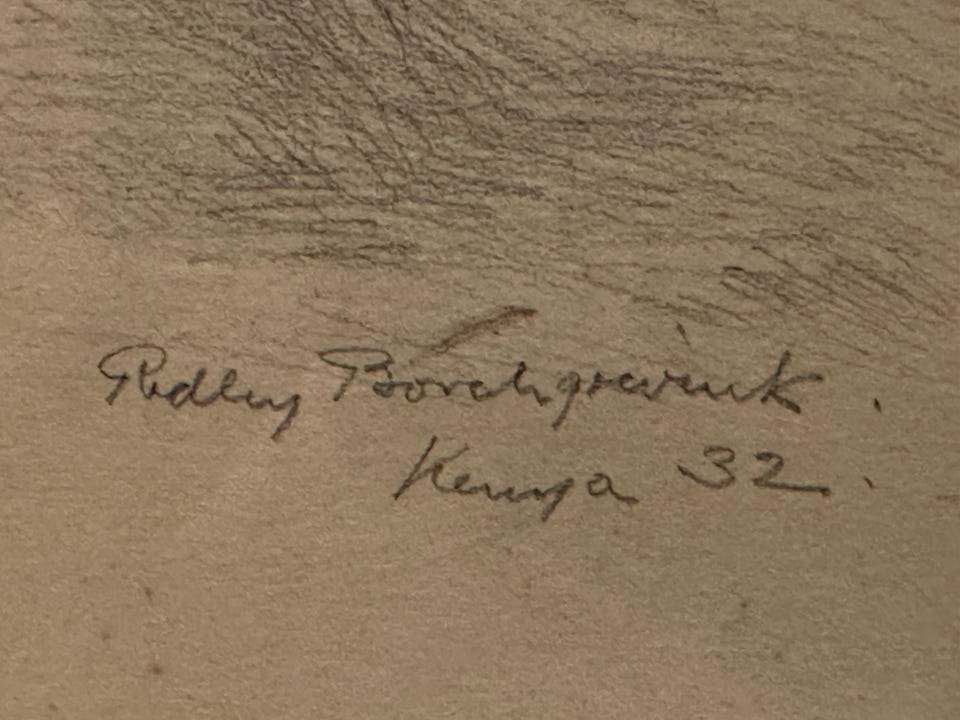 Ridley Borchgrevink.
Kenya 32.